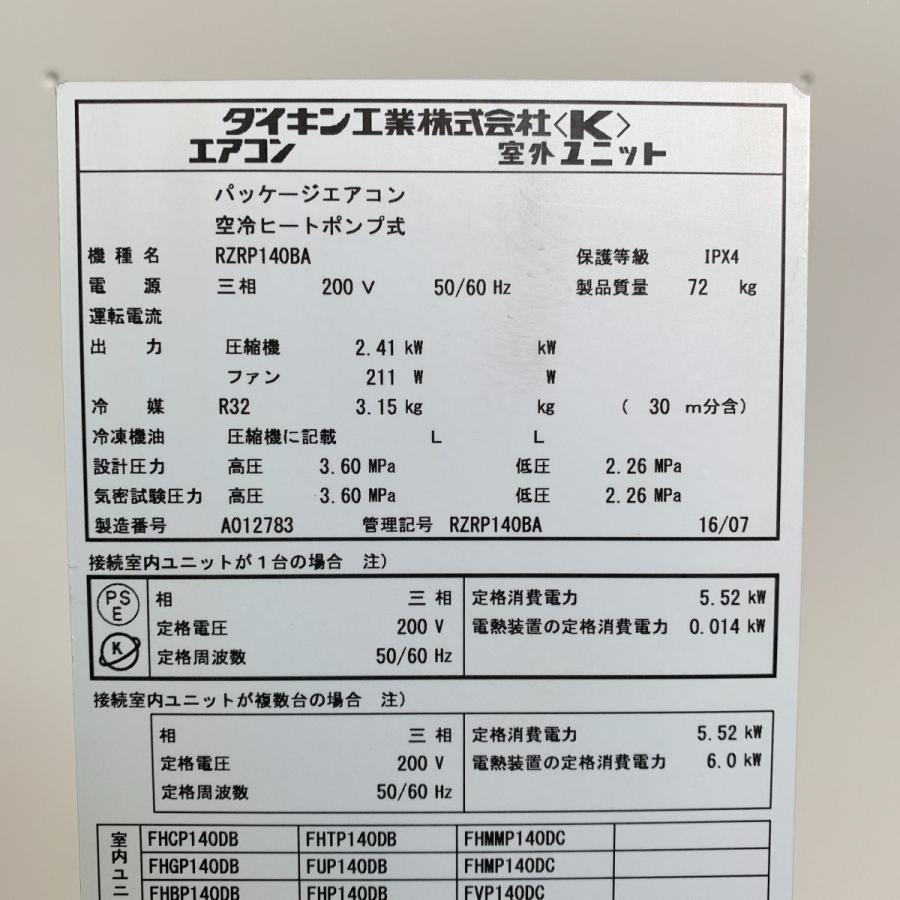 ダイキン工業株式会社〈K〉
エアコン 室外ユニット
パッケージエアコン
空冷ヒートポンプ式
機種名 RZRP140BA 保護等級 IPX4
電源 三相 200 V 50/60 Hz 製品質量 72 kg
運転電流
出力 圧縮機 2.41 kW kW
ファン 211 W W
冷媒 R32 3.15 kg kg ( 30 m分含)
冷凍機油 圧縮機に記載 L L
設計圧力 高圧 3.60 MPa 低圧 2.26 MPa
気密試験圧力 高圧 3.60 MPa 低圧 2.26 MPa
製造番号 A012783 管理記号 RZRP140BA 16/07
接続室内ユニットが1台の場合 注)
PS E 相 三相 定格消費電力 5.52 kW
定格電圧 200 V 電熱装置の定格消費電力 0.014 kW
K 定格周波数 50/60 Hz
接続室内ユニットが複数台の場合 注)
相 三相 定格消費電力 5.52 kW
定格電圧 200 V 電熱装置の定格消費電力 6.0 kW
定格周波数 50/60 Hz
室内ユニ FHCP140DB FHTP140DB FHMMP140DC
FHGP140DB FUP140DB FHMP140DC
FHBP140DB FHP140DB FVP140DC